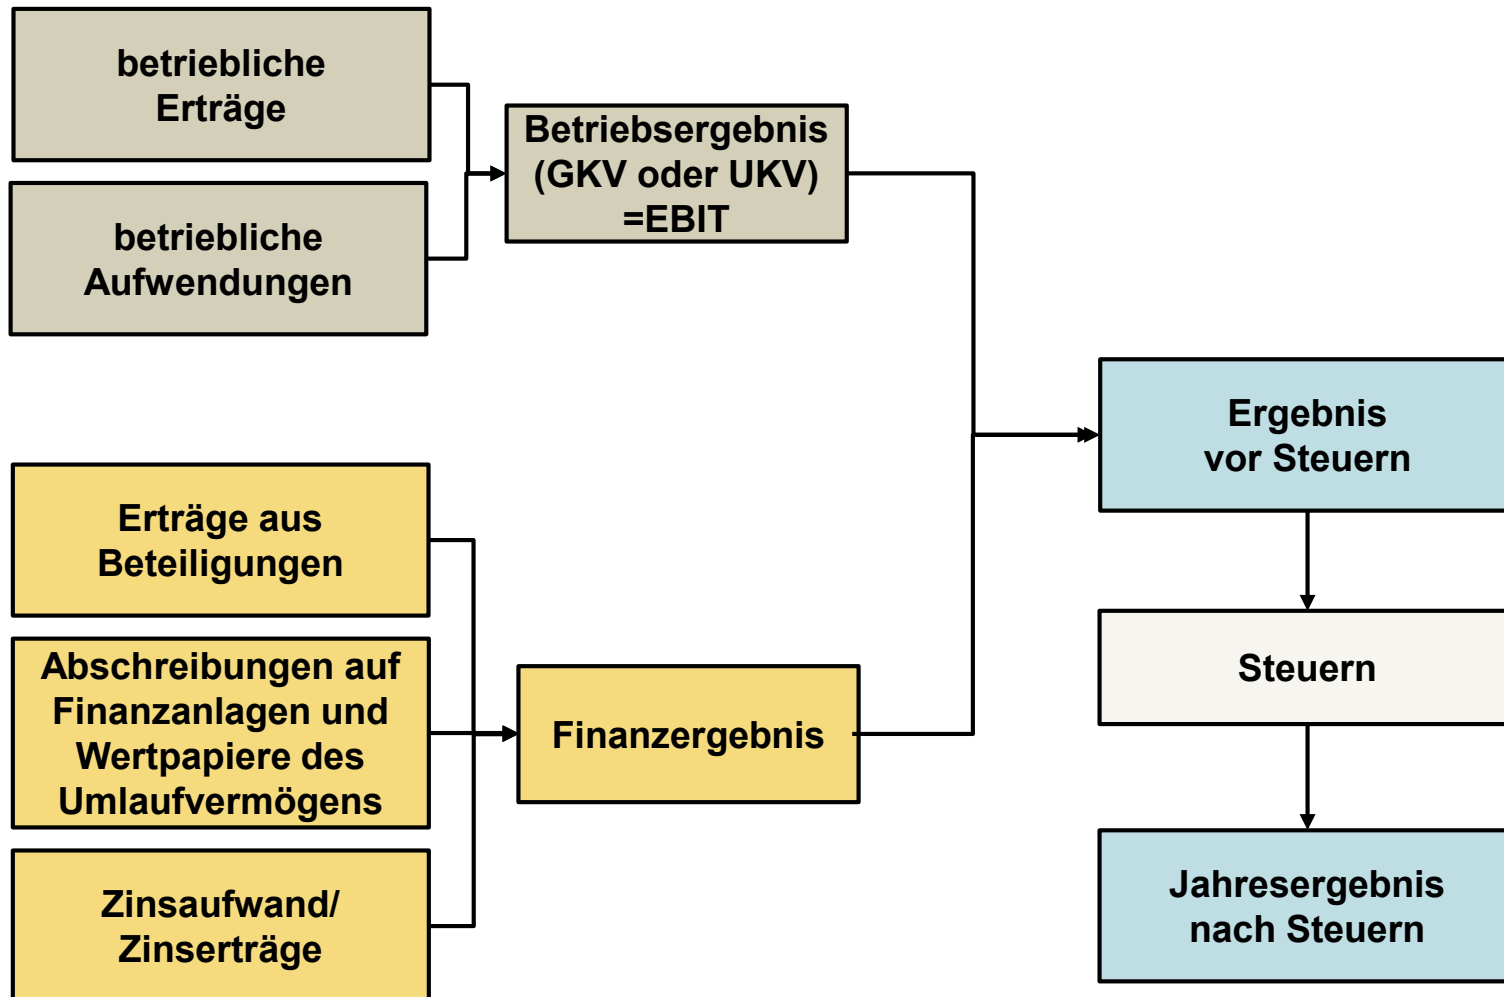 betriebliche
Erträge
betriebliche
Aufwendungen
Betriebsergebnis
(GKV oder UKV)
=EBIT
Erträge aus
Beteiligungen
Abschreibungen auf
Finanzanlagen und
Wertpapiere des
Umlaufvermögens
Zinsaufwand/
Zinserträge
Finanzergebnis
Ergebnis
vor Steuern
Steuern
Jahresergebnis
nach Steuern